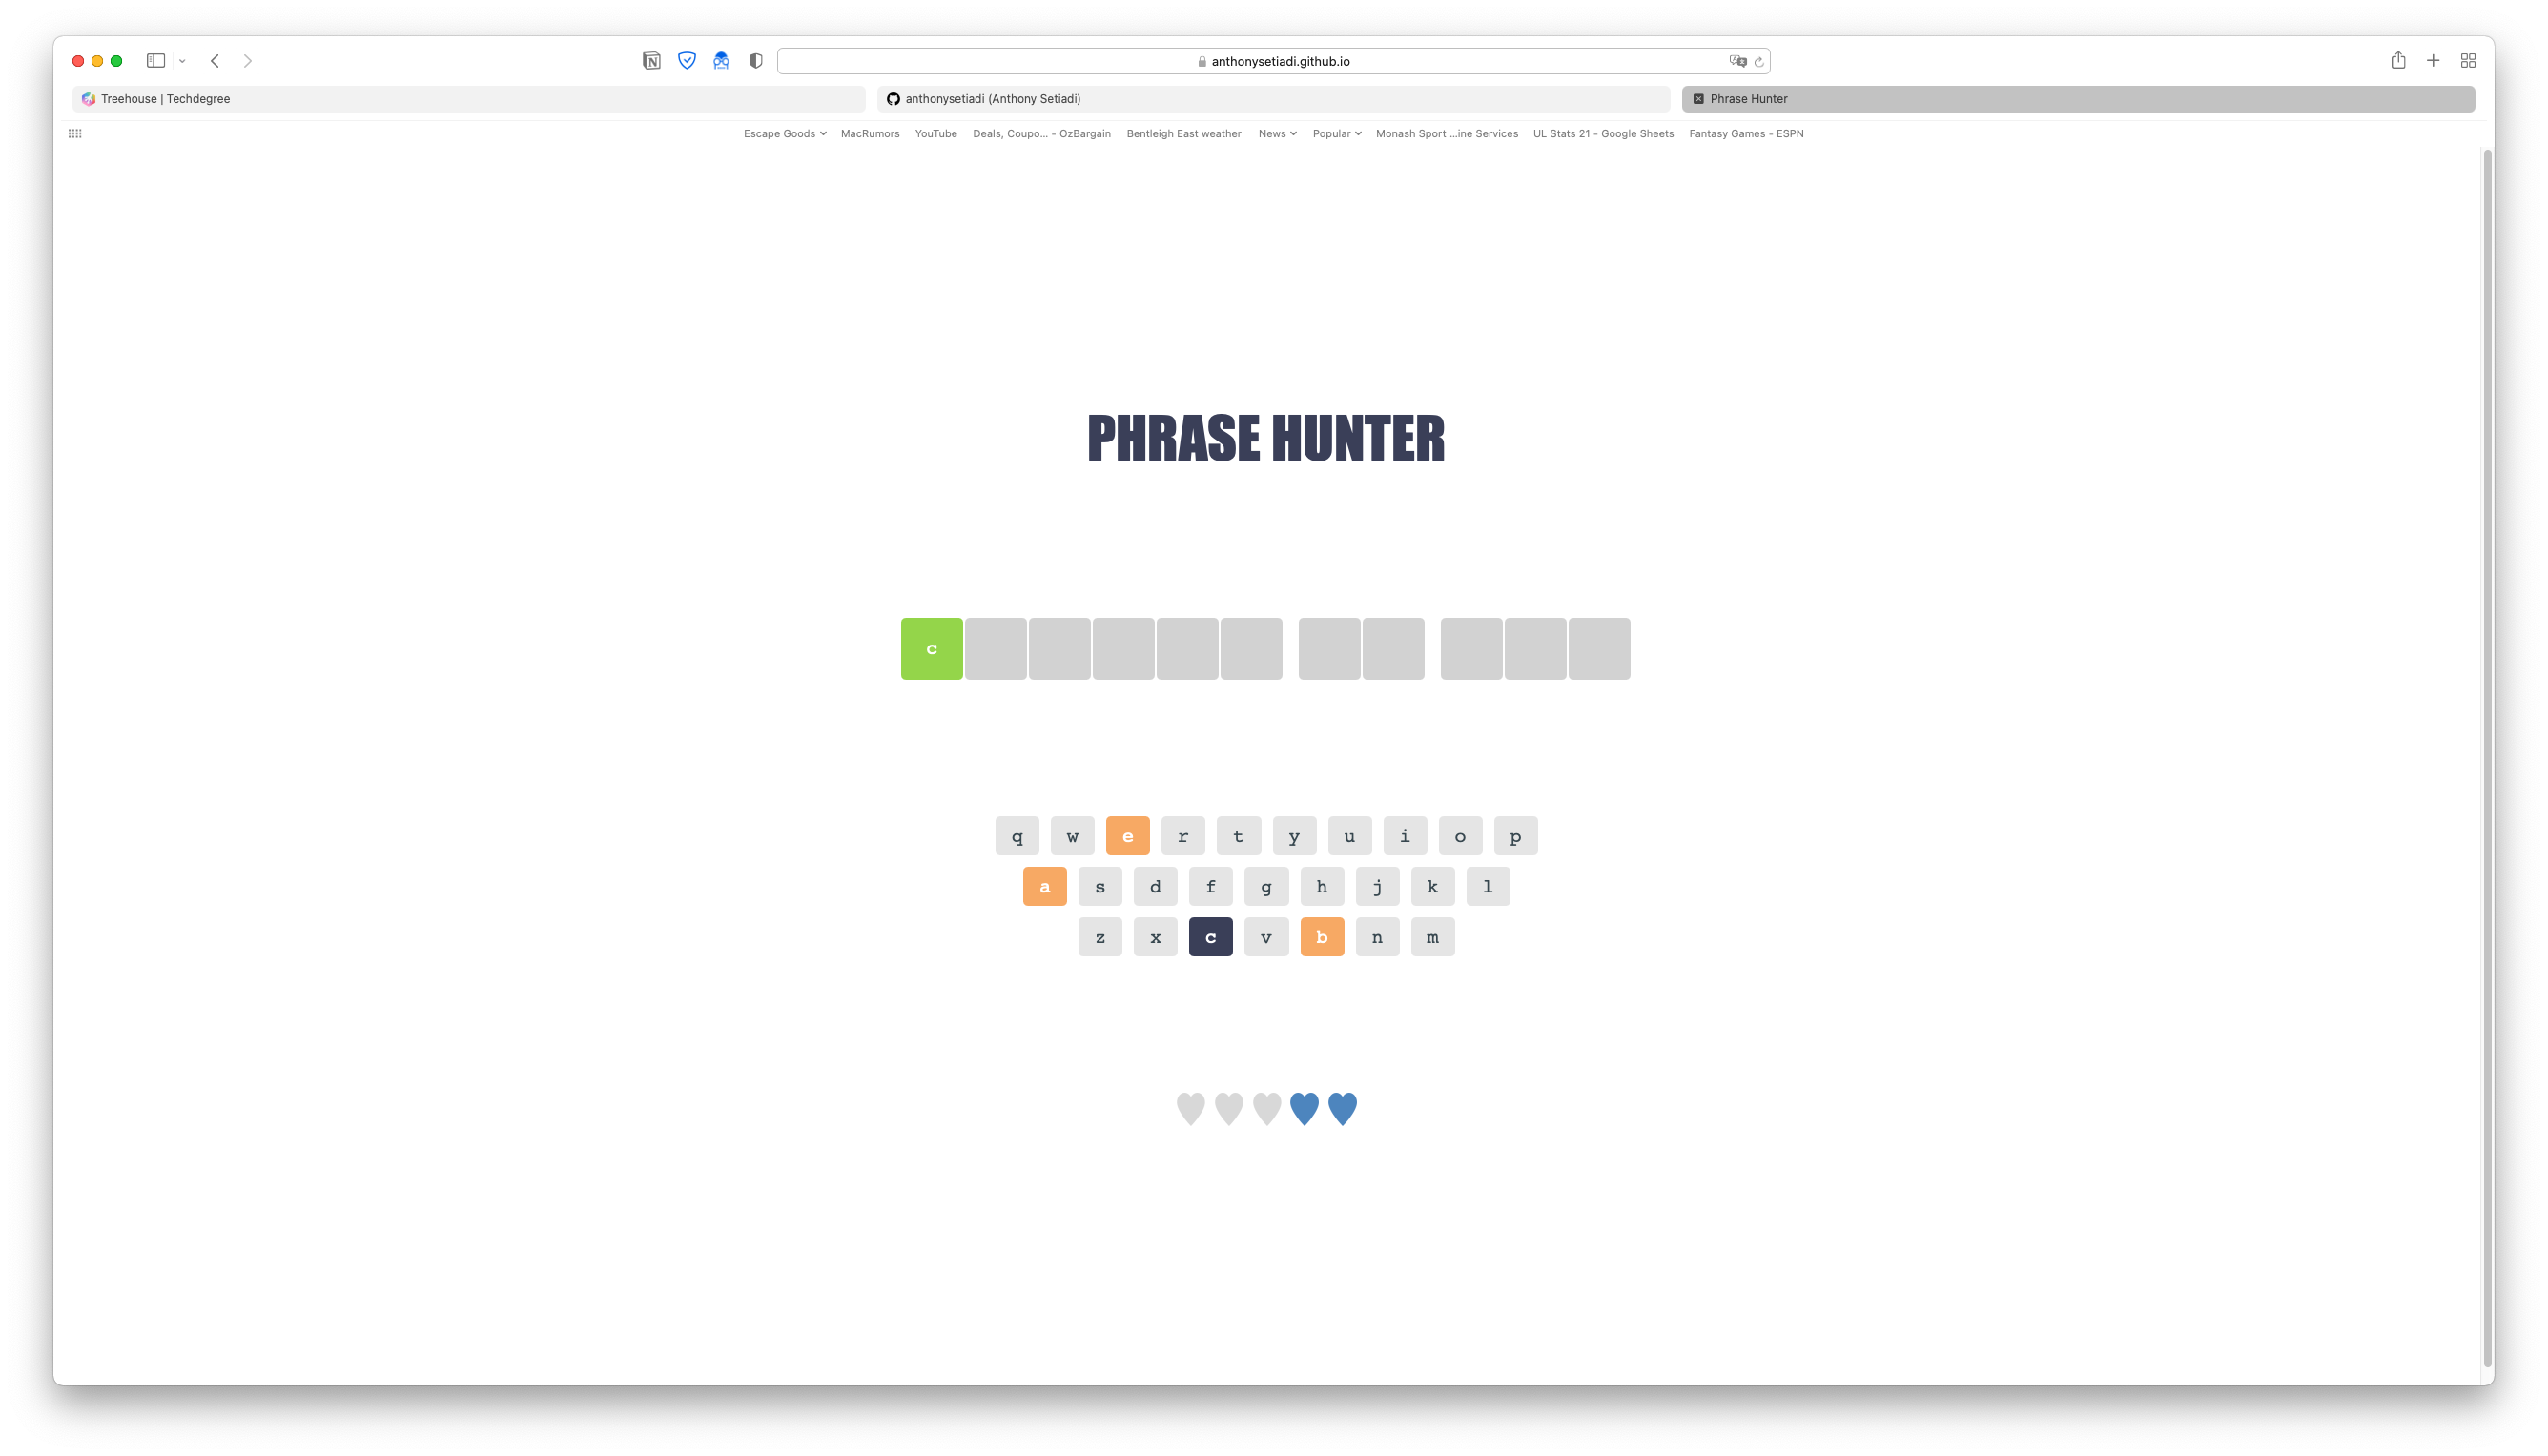 anthonysetiadi.github.io
Treehouse | Techdegree
anthonysetiadi (Anthony Setiadi)
Phrase Hunter
Escape Goods MacRumors YouTube Deals, Coupo... - OzBargain Bentleigh East weather News Popular Monash Sport ...ine Services UL Stats 21 - Google Sheets Fantasy Games - ESPN
PHRASE HUNTER
c
q w e r t y u i o p
a s d f g h j k l
z x c v b n m